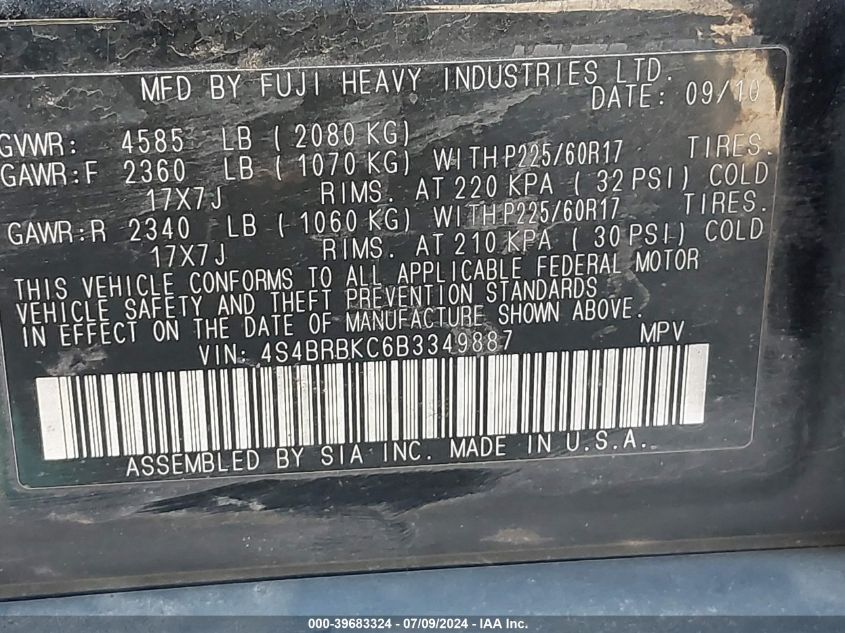 MFD BY FUJI HEAVY INDUSTRIES LTD.
DATE: 09/10
GVWR: 4585 LB ( 2080 KG)
GAWR:F 2360 LB ( 1070 KG) WITH P225/60R17 TIRES.
17X7J RIMS. AT 220 KPA ( 32 PSI) COLD
GAWR:R 2340 LB ( 1060 KG) WITH P225/60R17 TIRES.
17X7J RIMS. AT 210 KPA ( 30 PSI) COLD
THIS VEHICLE CONFORMS TO ALL APPLICABLE FEDERAL MOTOR
VEHICLE SAFETY AND THEFT PREVENTION STANDARDS
IN EFFECT ON THE DATE OF MANUFACTURE SHOWN ABOVE.
VIN: 4S4BRBKC6B3349887 MPV
ASSEMBLED BY SIA INC. MADE IN U.S.A.
000-39683324 / 07/09/2024 - IAA Inc.